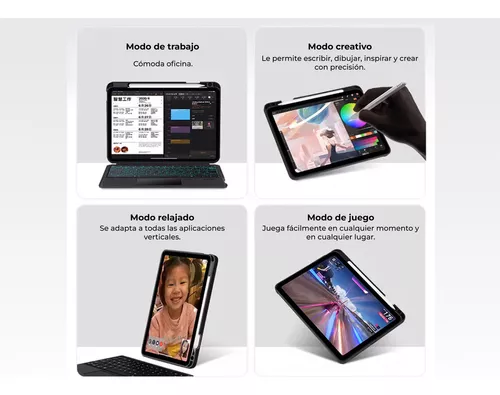 Modo de trabajo
Cómoda oficina.
Modo creativo
Le permite escribir, dibujar, inspirar y crear
con precisión.
Modo relajado
Se adapta a todas las aplicaciones
verticales.
Modo de juego
Juega fácilmente en cualquier momento y
en cualquier lugar.
176